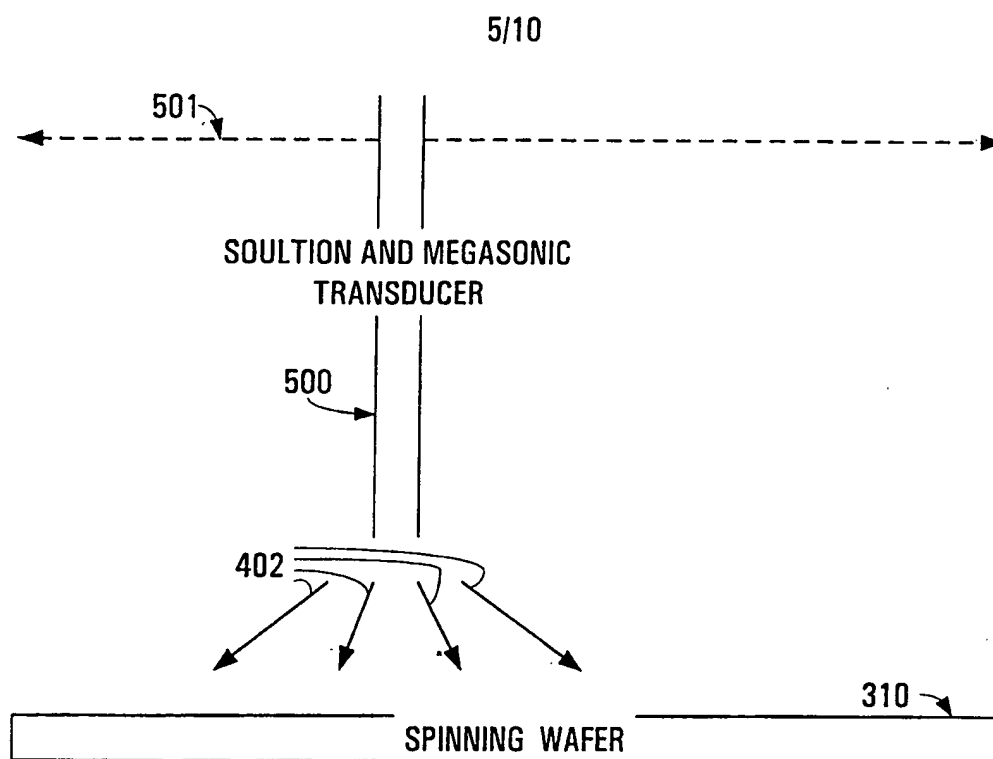 5/10
501
SOULTION AND MEGASONIC
TRANSDUCER
500
402
310
SPINNING WAFER